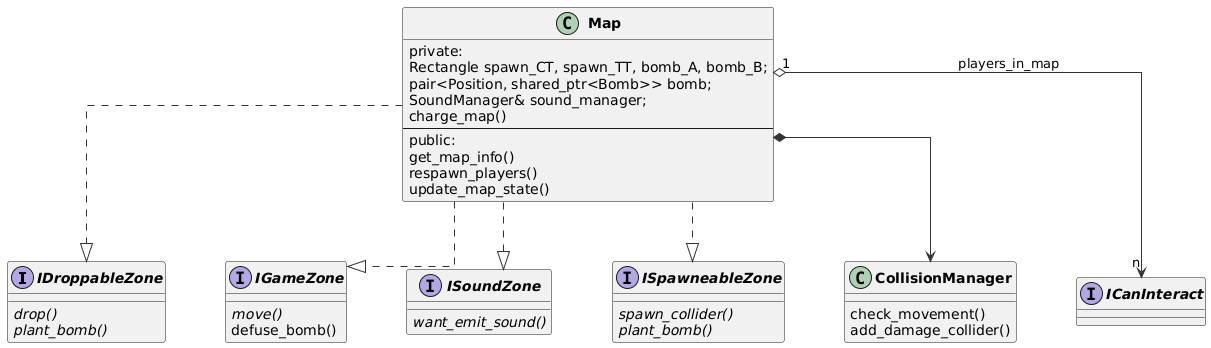 C Map
private:
Rectangle spawn_CT, spawn_TT, bomb_A, bomb_B;
pair<Position, shared_ptr<Bomb>> bomb;
SoundManager& sound_manager;
charge_map()
public:
get_map_info()
respawn_players()
update_map_state()
1
players_in_map
n
I IDroppableZone
drop()
plant_bomb()
I IGameZone
move()
defuse_bomb()
I ISoundZone
want_emit_sound()
I ISpawneableZone
spawn_collider()
plant_bomb()
C CollisionManager
check_movement()
add_damage_collider()
I ICanInteract